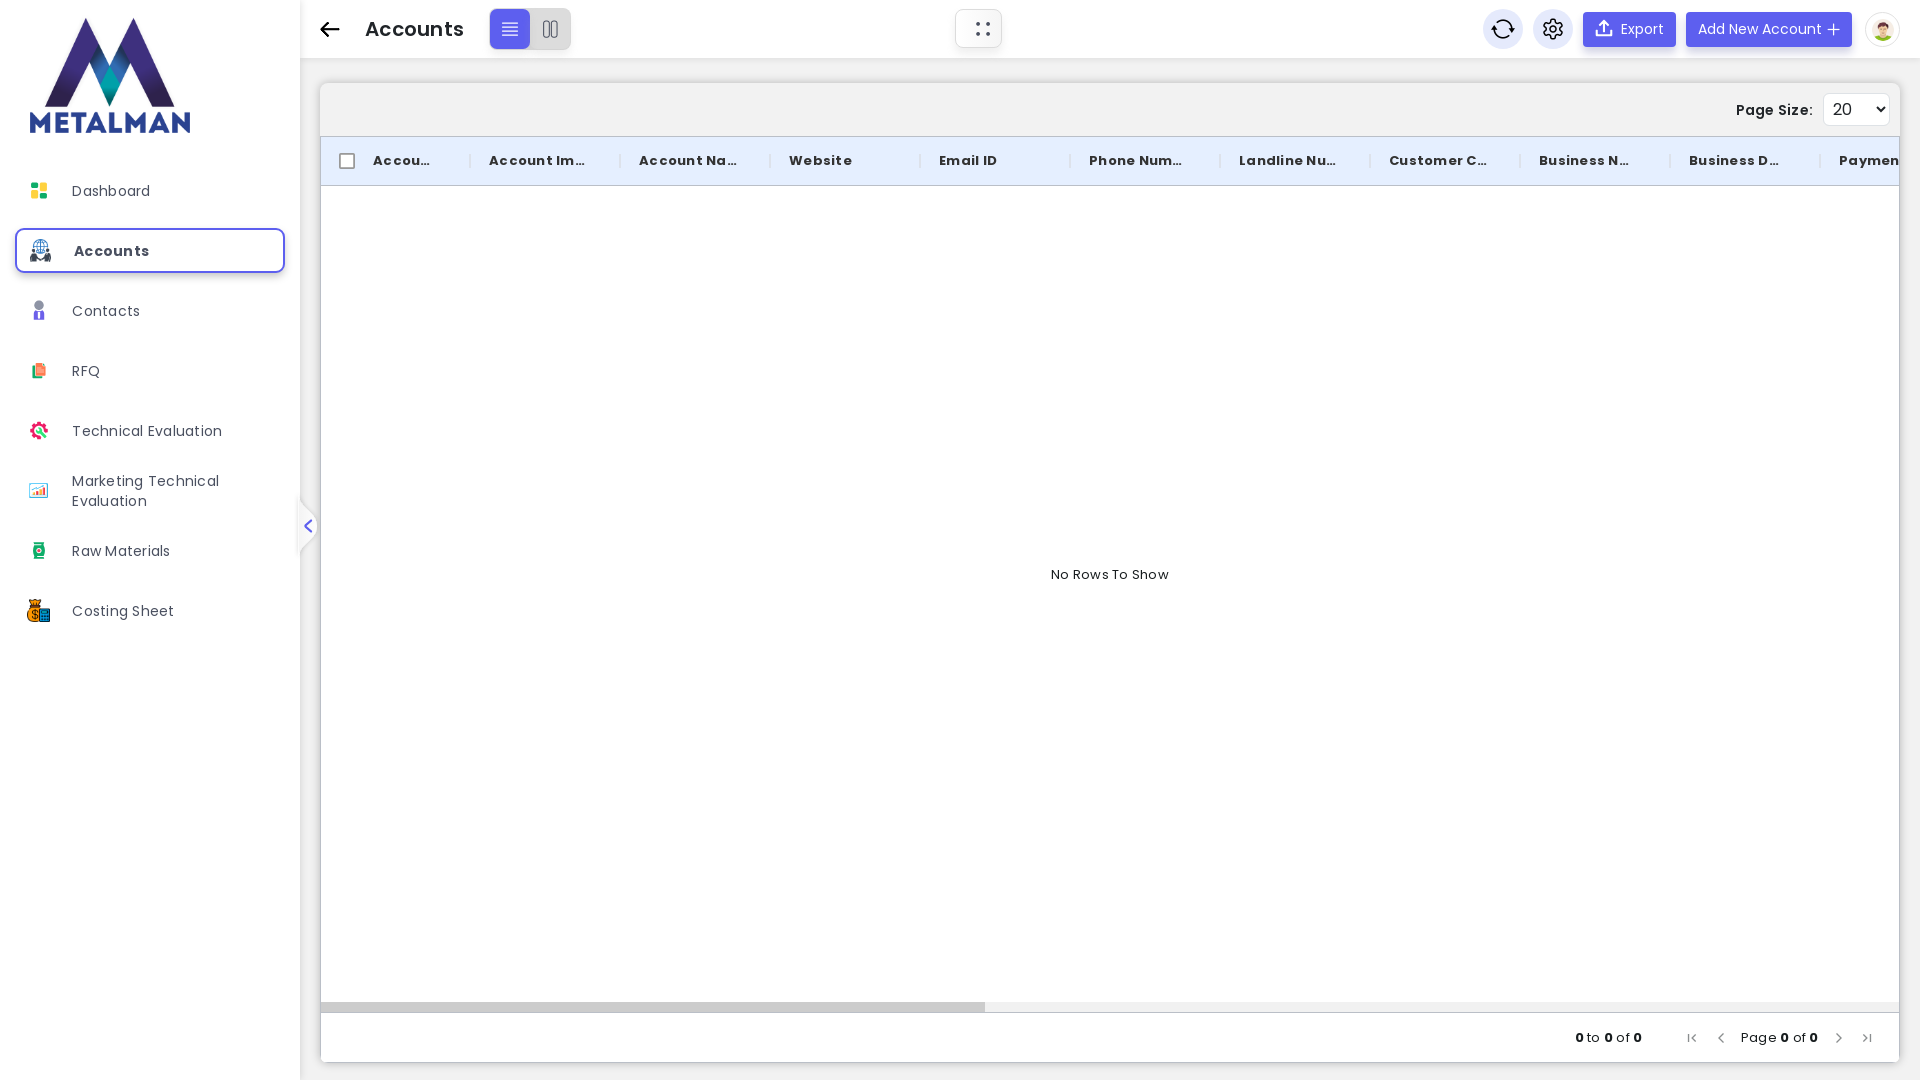 METALMAN
Dashboard
Accounts
Contacts
RFQ
Technical Evaluation
Marketing Technical
Evaluation
Raw Materials
Costing Sheet
Accounts
Export
Add New Account
Page Size:
20
Accou...
Account Im...
Account Na...
Website
Email ID
Phone Num...
Landline Nu...
Customer C...
Business N...
Business D...
Paymen
No Rows To Show
0 to 0 of 0
Page 0 of 0